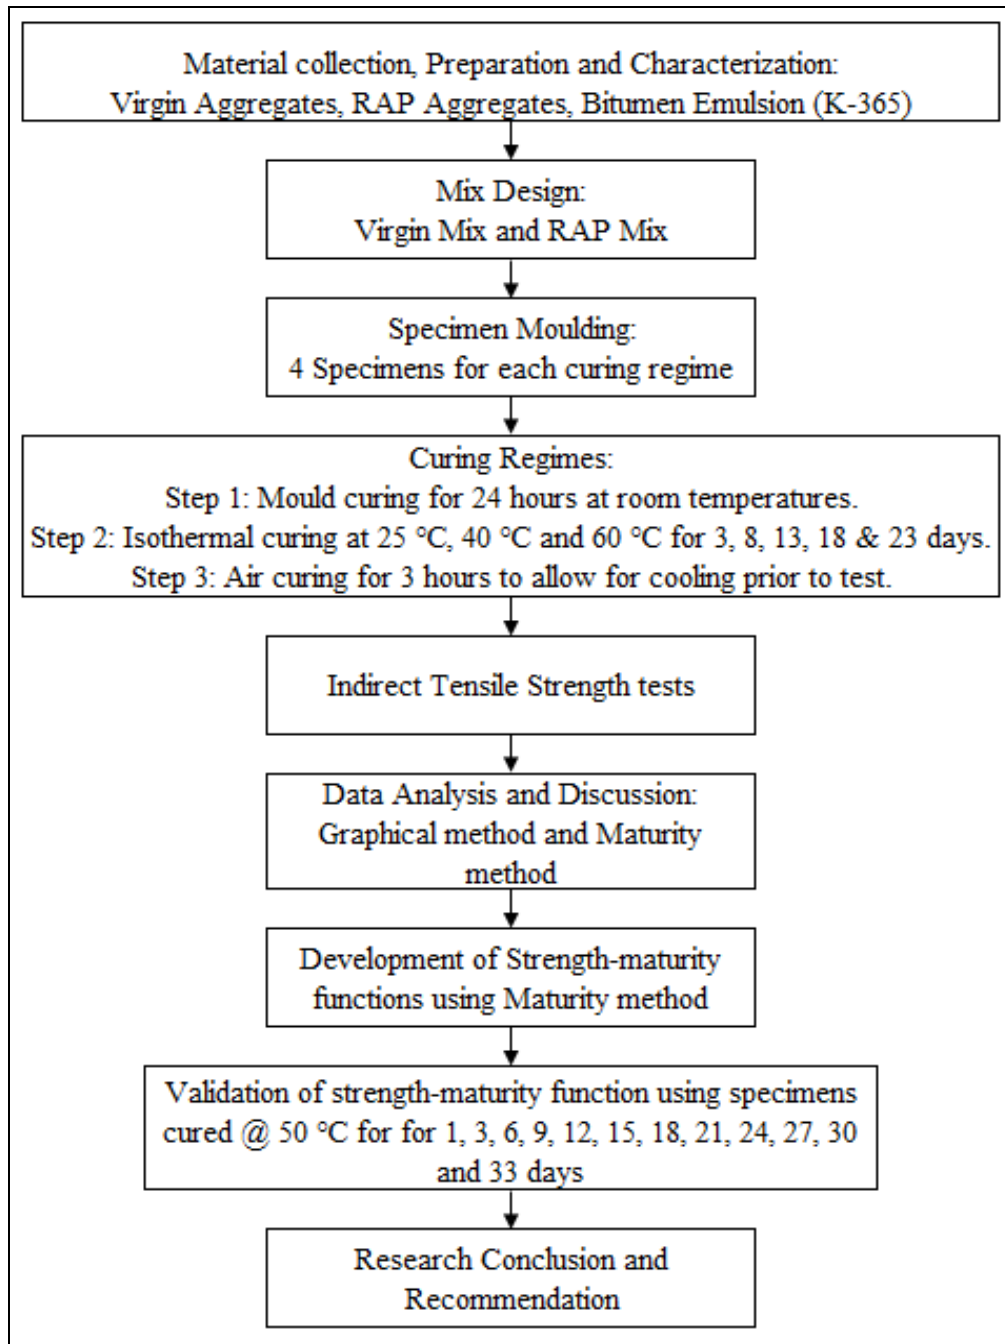 Material collection, Preparation and Characterization:
Virgin Aggregates, RAP Aggregates, Bitumen Emulsion (K-365)
Mix Design:
Virgin Mix and RAP Mix
Specimen Moulding:
4 Specimens for each curing regime
Curing Regimes:
Step 1: Mould curing for 24 hours at room temperatures.
Step 2: Isothermal curing at 25 °C, 40 °C and 60 °C for 3, 8, 13, 18 & 23 days.
Step 3: Air curing for 3 hours to allow for cooling prior to test.
Indirect Tensile Strength tests
Data Analysis and Discussion:
Graphical method and Maturity
method
Development of Strength-maturity
functions using Maturity method
Validation of strength-maturity function using specimens
cured @ 50 °C for for 1, 3, 6, 9, 12, 15, 18, 21, 24, 27, 30
and 33 days
Research Conclusion and
Recommendation